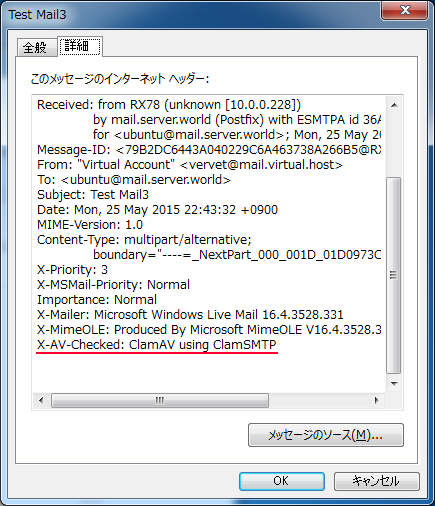 Test Mail3
全般 詳細
このメッセージのインターネット ヘッダー:
Received: from RX78 (unknown [10.0.0.228])
by mail.server.world (Postfix) with ESMTPA id 36A
for <ubuntu@mail.server.world>; Mon, 25 May 20
Message-ID: <79B2DC6443A040229C6A463738A266B5@RX
From: "Virtual Account" <vervet@mail.virtual.host>
To: <ubuntu@mail.server.world>
Subject: Test Mail3
Date: Mon, 25 May 2015 22:43:32 +0900
MIME-Version: 1.0
Content-Type: multipart/alternative;
boundary="----=_NextPart_000_001D_01D0973C
X-Priority: 3
X-MSMail-Priority: Normal
Importance: Normal
X-Mailer: Microsoft Windows Live Mail 16.4.3528.331
X-MimeOLE: Produced By Microsoft MimeOLE V16.4.3528.3
X-AV-Checked: ClamAV using ClamSMTP
メッセージのソース(M)...
OK キャンセル